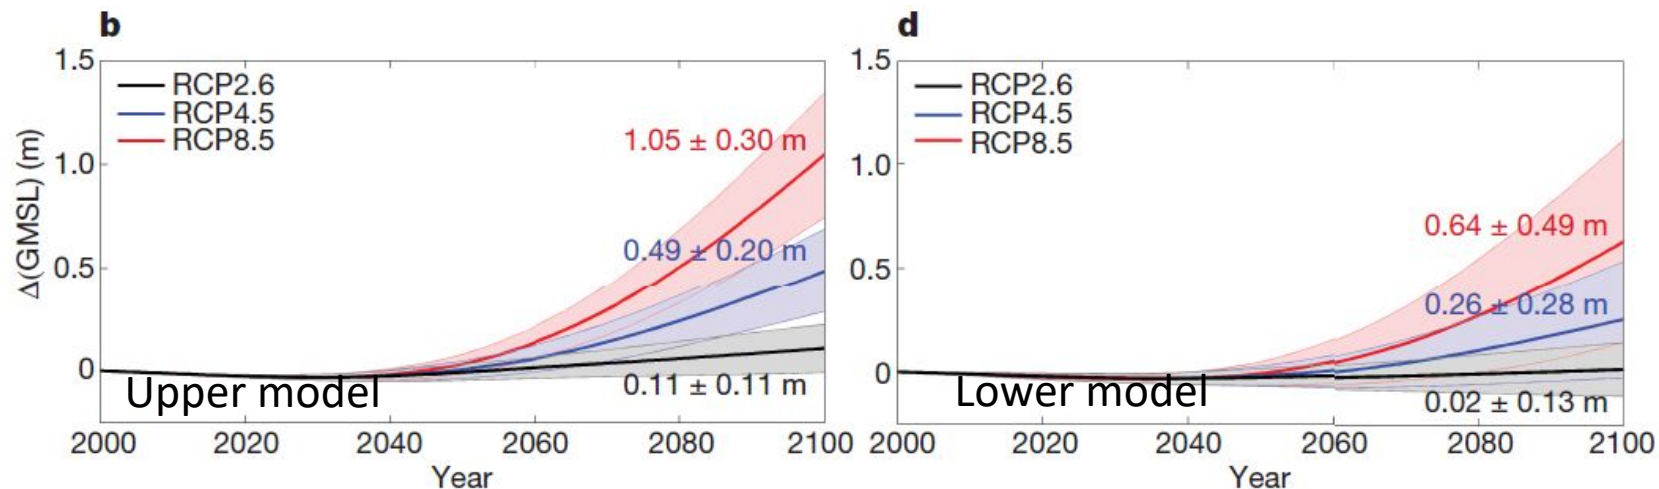 b
1.5
1.0
0.5
0
Δ(GMSL) (m)
RCP2.6
RCP4.5
RCP8.5
1.05 ± 0.30 m
0.49 ± 0.20 m
0.11 ± 0.11 m
Upper model
2000 2020 2040 2060 2080 2100
Year
d
1.5
1.0
0.5
0
RCP2.6
RCP4.5
RCP8.5
0.64 ± 0.49 m
0.26 ± 0.28 m
0.02 ± 0.13 m
Lower model
2000 2020 2040 2060 2080 2100
Year